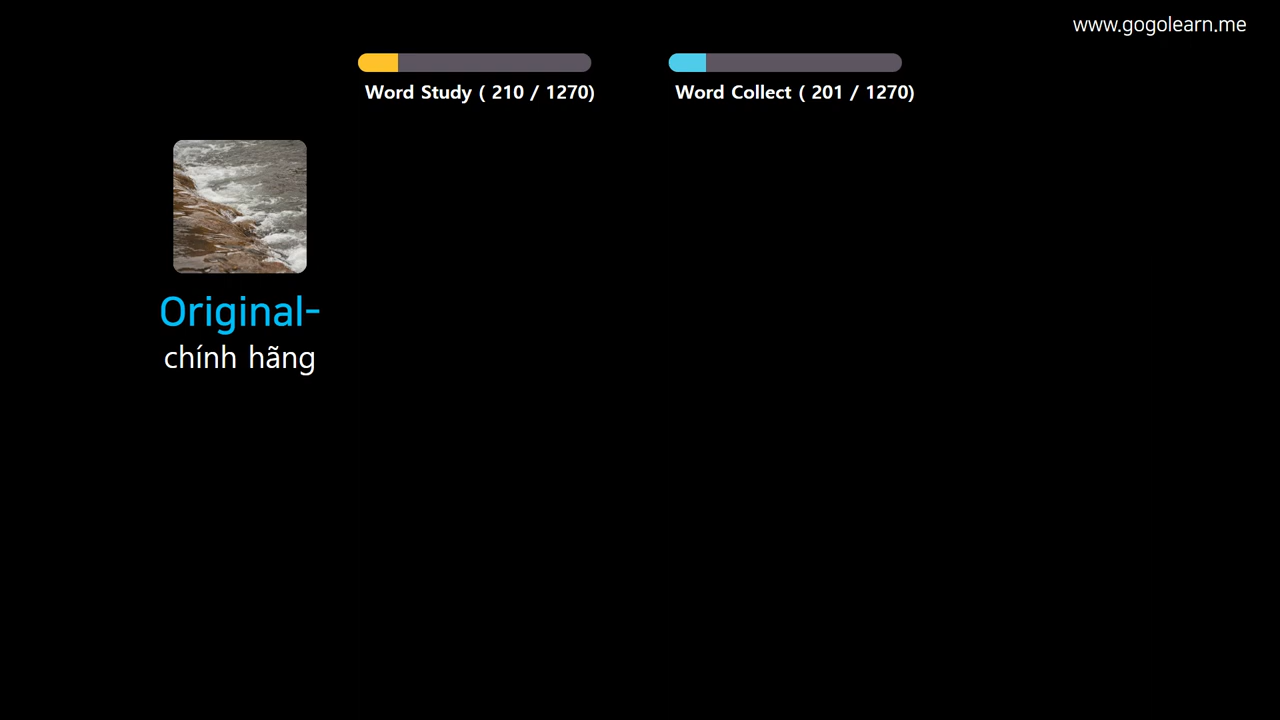 www.gogolearn.me
Word Study ( 210 / 1270)
Word Collect ( 201 / 1270)
Original-
chính hãng